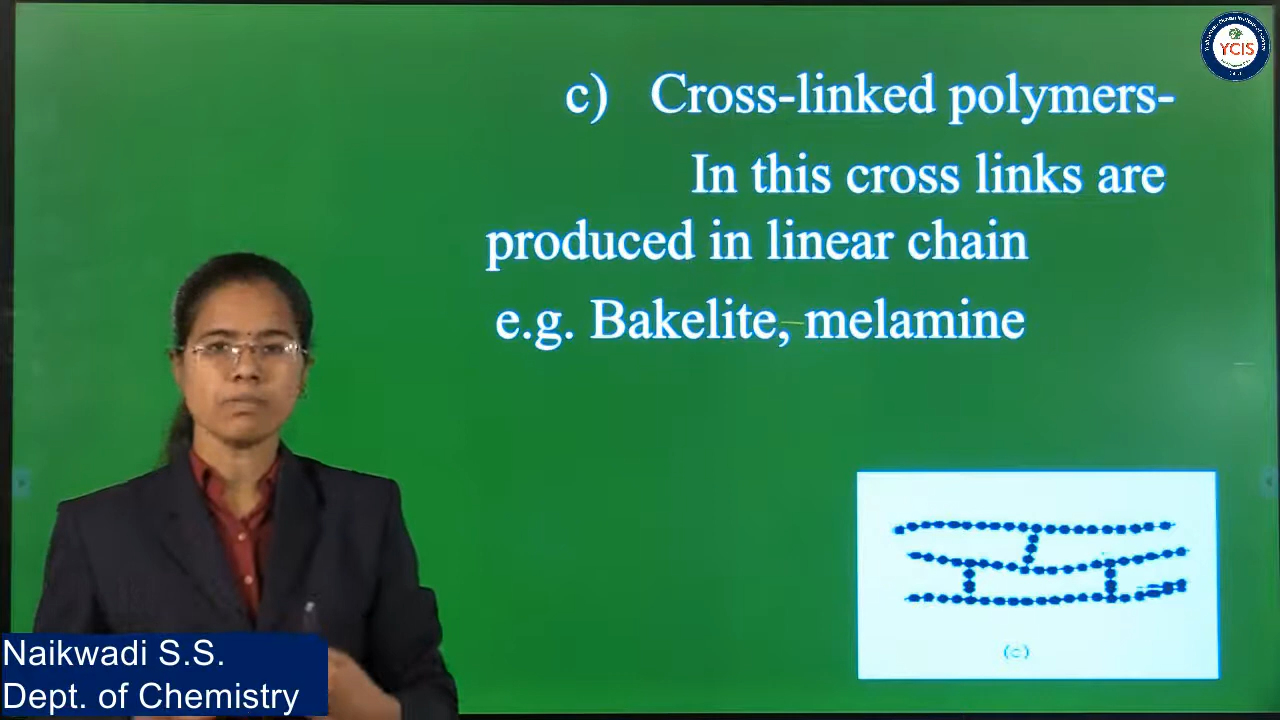 YCIS
c) Cross-linked polymers-
In this cross links are
produced in linear chain
e.g. Bakelite, melamine
(c)
Naikwadi S.S.
Dept. of Chemistry